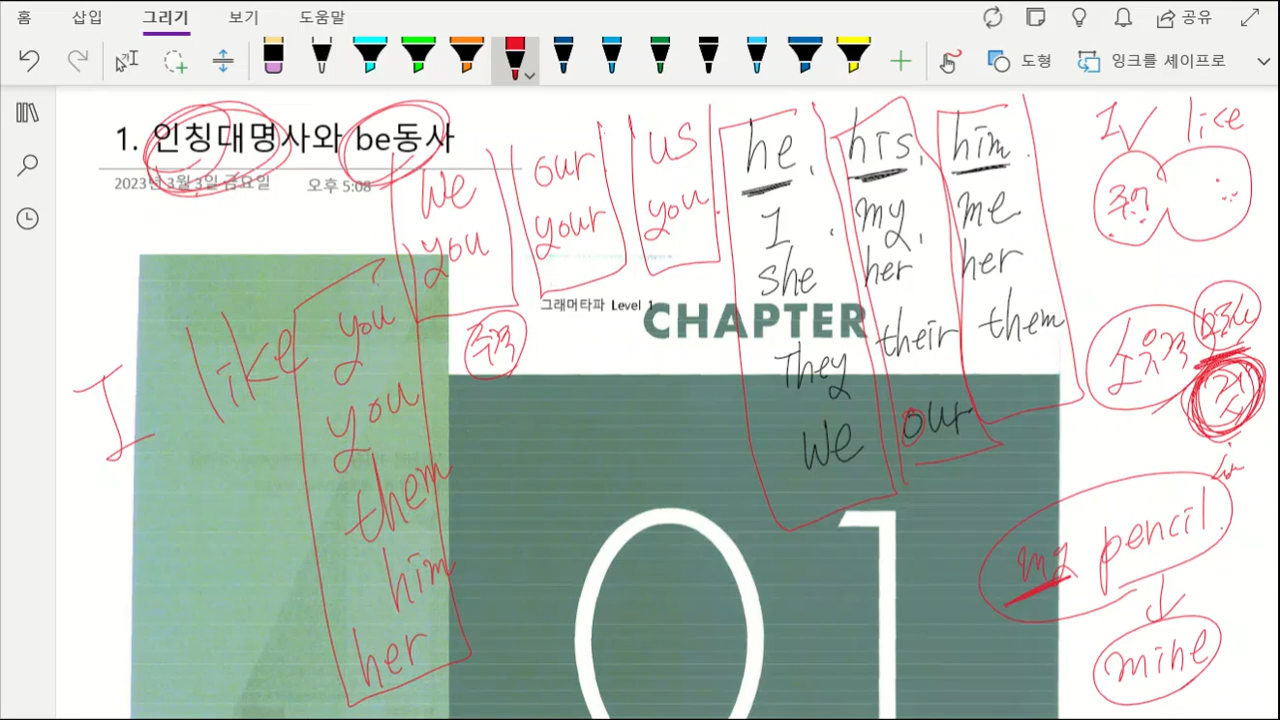 홈 삽입 그리기 보기 도움말 공유
도형 잉크를 셰이프로
1. 인칭대명사와 be동사
2023년 3월 3일 금요일 오후 5:08
we our us he, his, him.
you your you. I, my, me
she her her
They their them
we our
I like
주격
그래머타파 Level 1
CHAPTER
01
주격
소유격
I like you
you
them
him
her
my pencil
mine